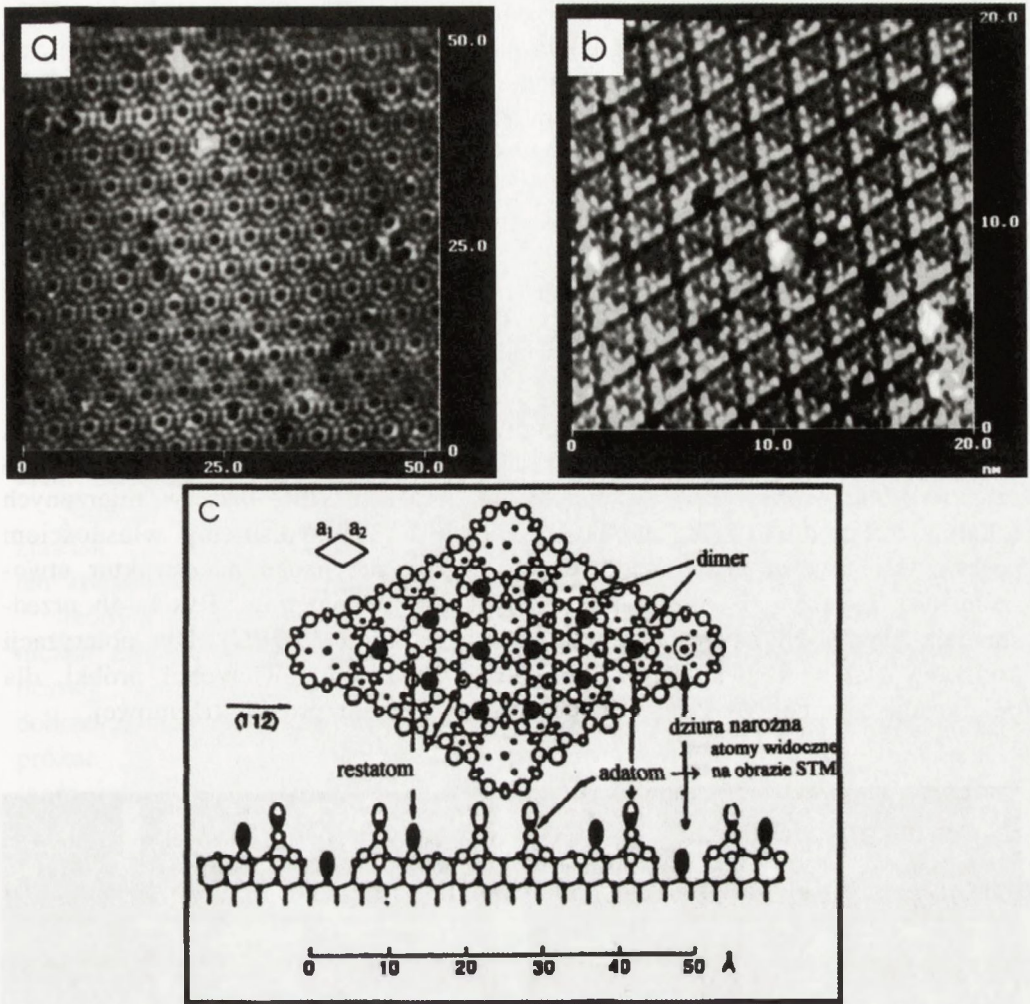 a
50.0
25.0
0
0
25.0
50.0
b
20.0
10.0
0
0
10.0
20.0
nm
c
a₁ a₂
dimer
(1̄12̄)
restatom
adatom
dziura narożna
atomy widoczne
na obrazie STM
0 10 20 30 40 50 Å